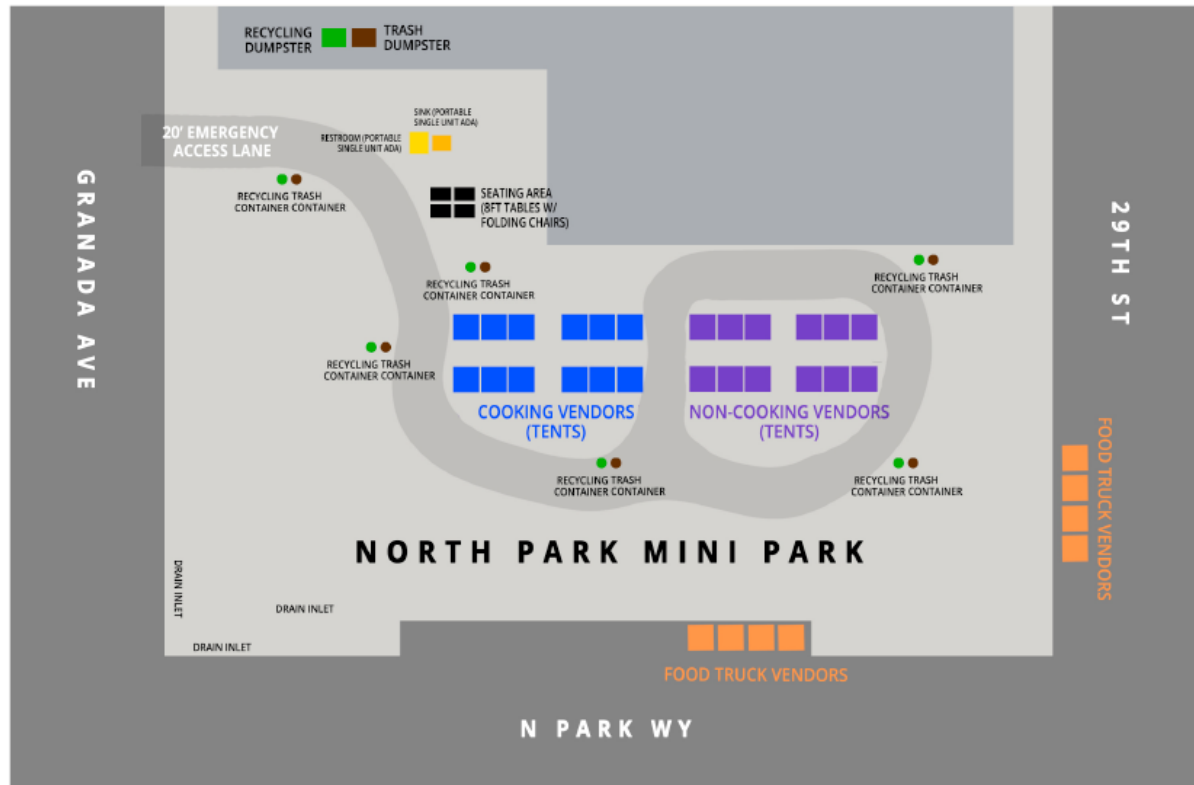 RECYCLING
DUMPSTER
TRASH
DUMPSTER
SINK (PORTABLE
SINGLE UNIT ADA)
RESTROOM (PORTABLE
SINGLE UNIT ADA)
20' EMERGENCY
ACCESS LANE
RECYCLING TRASH
CONTAINER CONTAINER
SEATING AREA
(8FT TABLES W/
FOLDING CHAIRS)
GRANADA AVE
29TH ST
RECYCLING TRASH
CONTAINER CONTAINER
RECYCLING TRASH
CONTAINER CONTAINER
RECYCLING TRASH
CONTAINER CONTAINER
COOKING VENDORS
(TENTS)
NON-COOKING VENDORS
(TENTS)
RECYCLING TRASH
CONTAINER CONTAINER
RECYCLING TRASH
CONTAINER CONTAINER
FOOD TRUCK VENDORS
NORTH PARK MINI PARK
DRAIN INLET
DRAIN INLET
DRAIN INLET
FOOD TRUCK VENDORS
N PARK WY